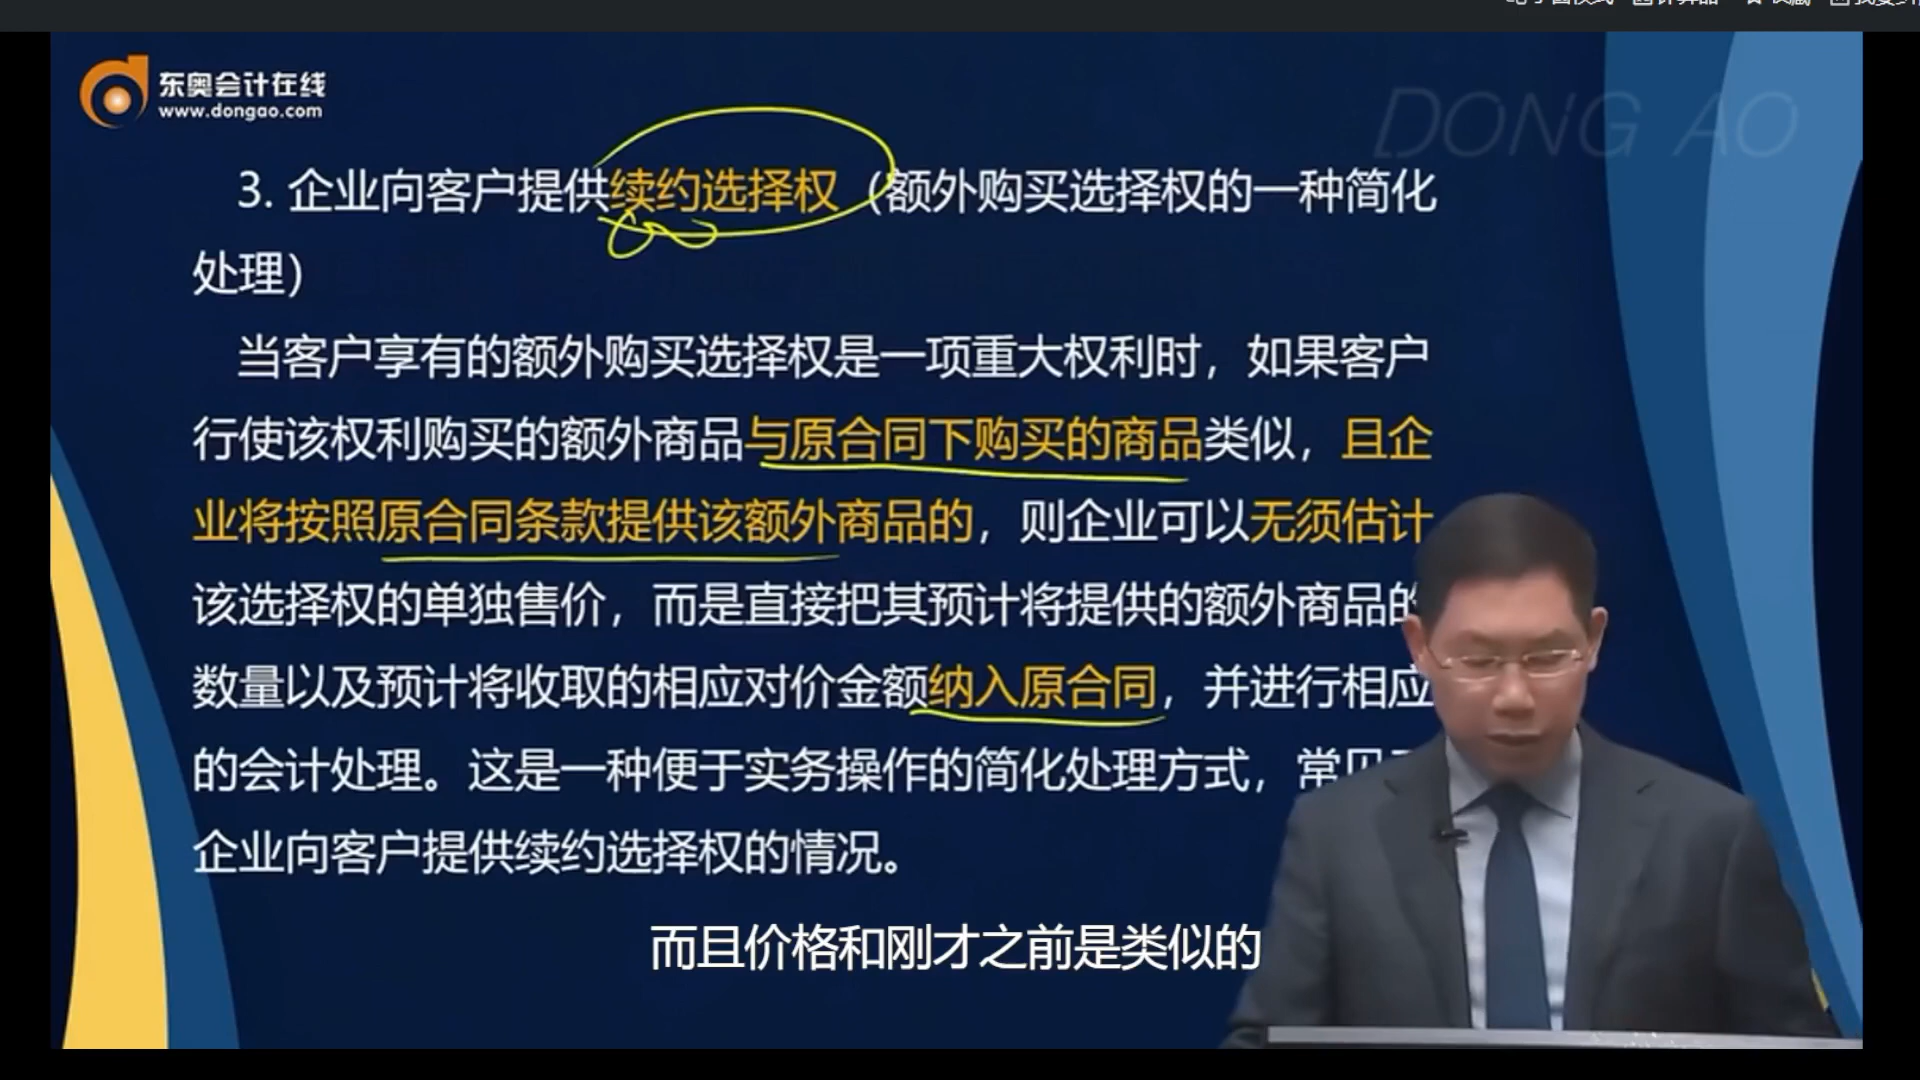 东奥会计在线
www.dongao.com
DONG AO
3. 企业向客户提供续约选择权（额外购买选择权的一种简化
处理）
当客户享有的额外购买选择权是一项重大权利时，如果客户
行使该权利购买的额外商品与原合同下购买的商品类似，且企
业将按照原合同条款提供该额外商品的，则企业可以无须估计
该选择权的单独售价，而是直接把其预计将提供的额外商品的
数量以及预计将收取的相应对价金额纳入原合同，并进行相应
的会计处理。这是一种便于实务操作的简化处理方式，常见
企业向客户提供续约选择权的情况。
而且价格和刚才之前是类似的